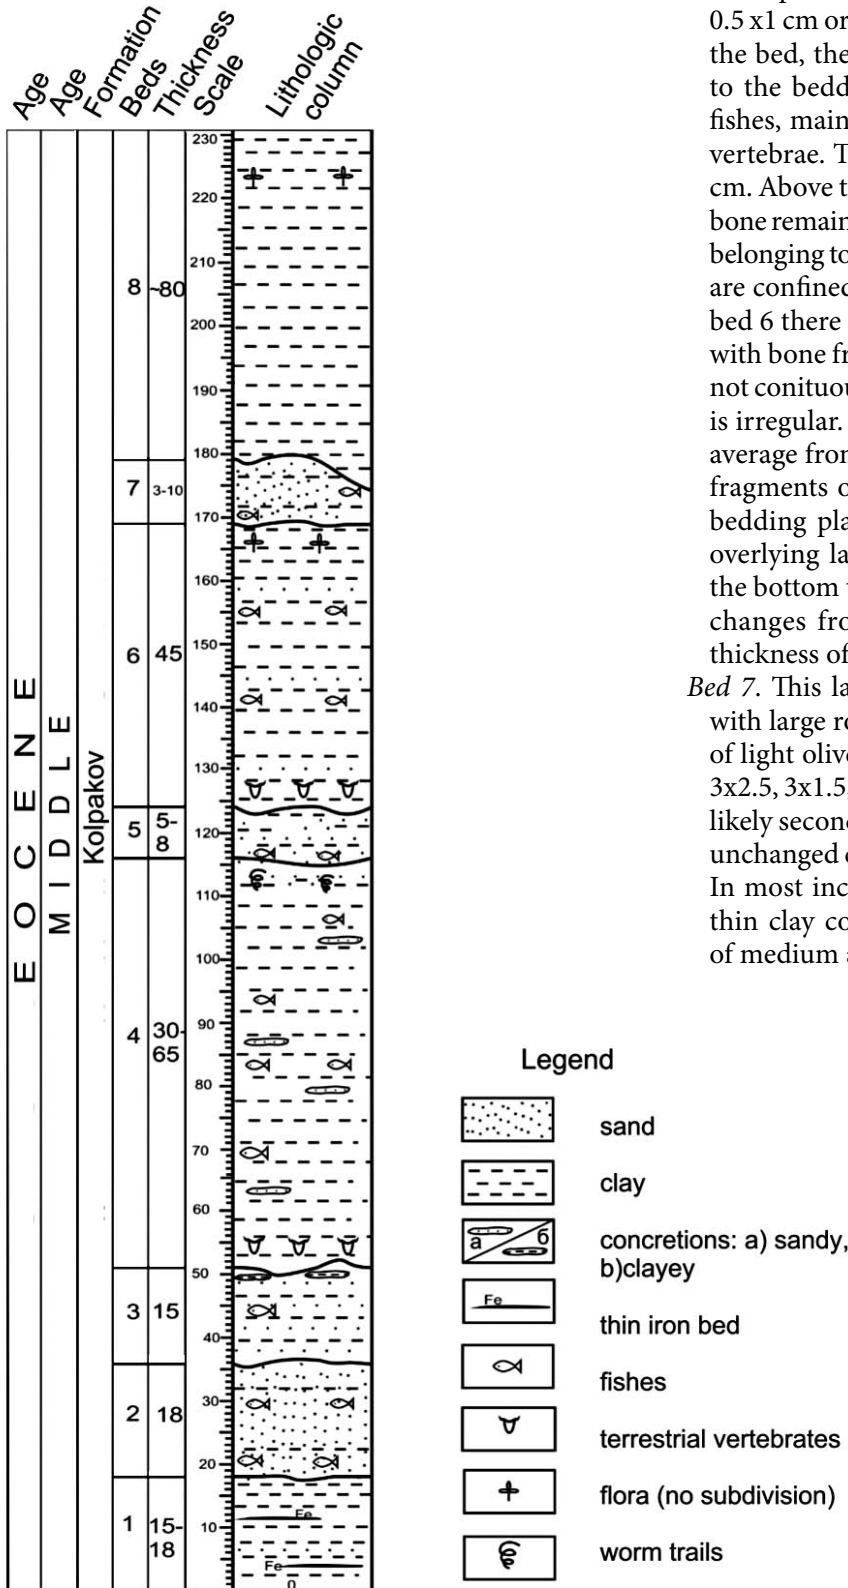 Age
Age
Formation
Beds
Thickness
Scale
Lithologic
column
EOCENE
MIDDLE
Kolpakov
230
220
210
8 ~80
200
190
180
7 3-10
170
160
150
6 45
140
130
5 5-
8
120
110
100
90
4 30-
65
80
70
60
50
3 15
40
30
2 18
20
1 15-
18
10
Fe
Fe
0
0.5 x1 cm or
the bed, the
to the bedd
fishes, main
vertebrae. T
cm. Above t
bone remain
belonging to
are confined
bed 6 there
with bone fr
not conituou
is irregular.
average from
fragments o
bedding pla
overlying la
the bottom
changes fro
thickness of
Bed 7. This la
with large ro
of light olive
3x2.5, 3x1.5,
likely second
unchanged
In most inc
thin clay co
of medium a
Legend
sand
clay
a б
concretions: a) sandy,
b)clayey
Fe
thin iron bed
fishes
terrestrial vertebrates
flora (no subdivision)
worm trails